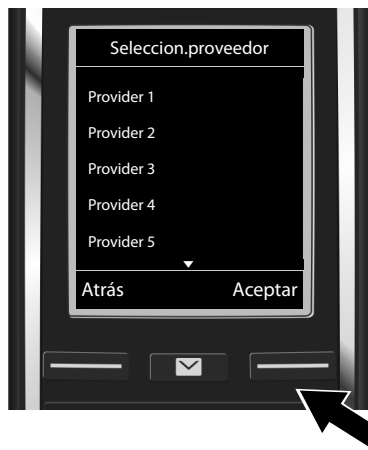 Seleccion.proveedor
Provider 1
Provider 2
Provider 3
Provider 4
Provider 5
Atrás Aceptar